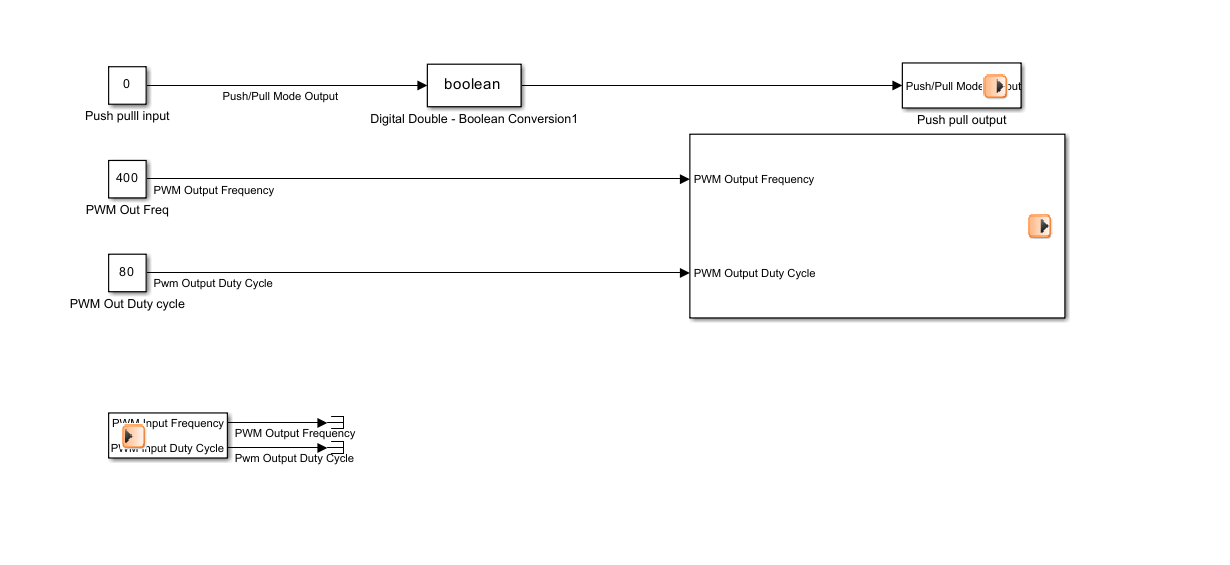 0
Push/Pull Mode Output
boolean
Push/Pull Mode
Push pulll input
Digital Double - Boolean Conversion1
Push pull output
400
PWM Output Frequency
PWM Output Frequency
PWM Out Freq
80
Pwm Output Duty Cycle
PWM Output Duty Cycle
PWM Out Duty cycle
PWM Input Frequency
PWM Output Frequency
PWM Input Duty Cycle
Pwm Output Duty Cycle